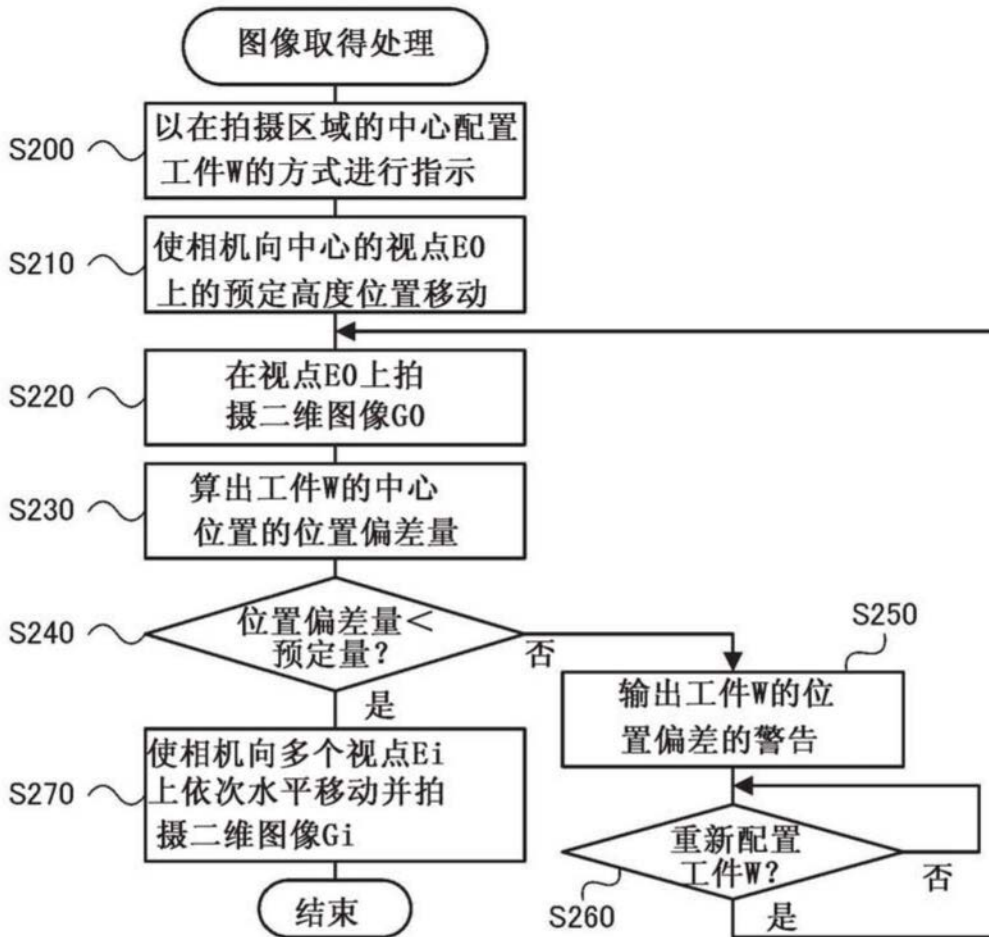 图像取得处理
S200
以在拍摄区域的中心配置
工件W的方式进行指示
S210
使相机向中心的视点E0
上的预定高度位置移动
S220
在视点E0上拍
摄二维图像G0
S230
算出工件W的中心
位置的位置偏差量
S240
位置偏差量<
预定量?
否
是
S250
输出工件W的位
置偏差的警告
S270
使相机向多个视点Ei
上依次水平移动并拍
摄二维图像Gi
重新配置
工件W?
否
S260
是
结束